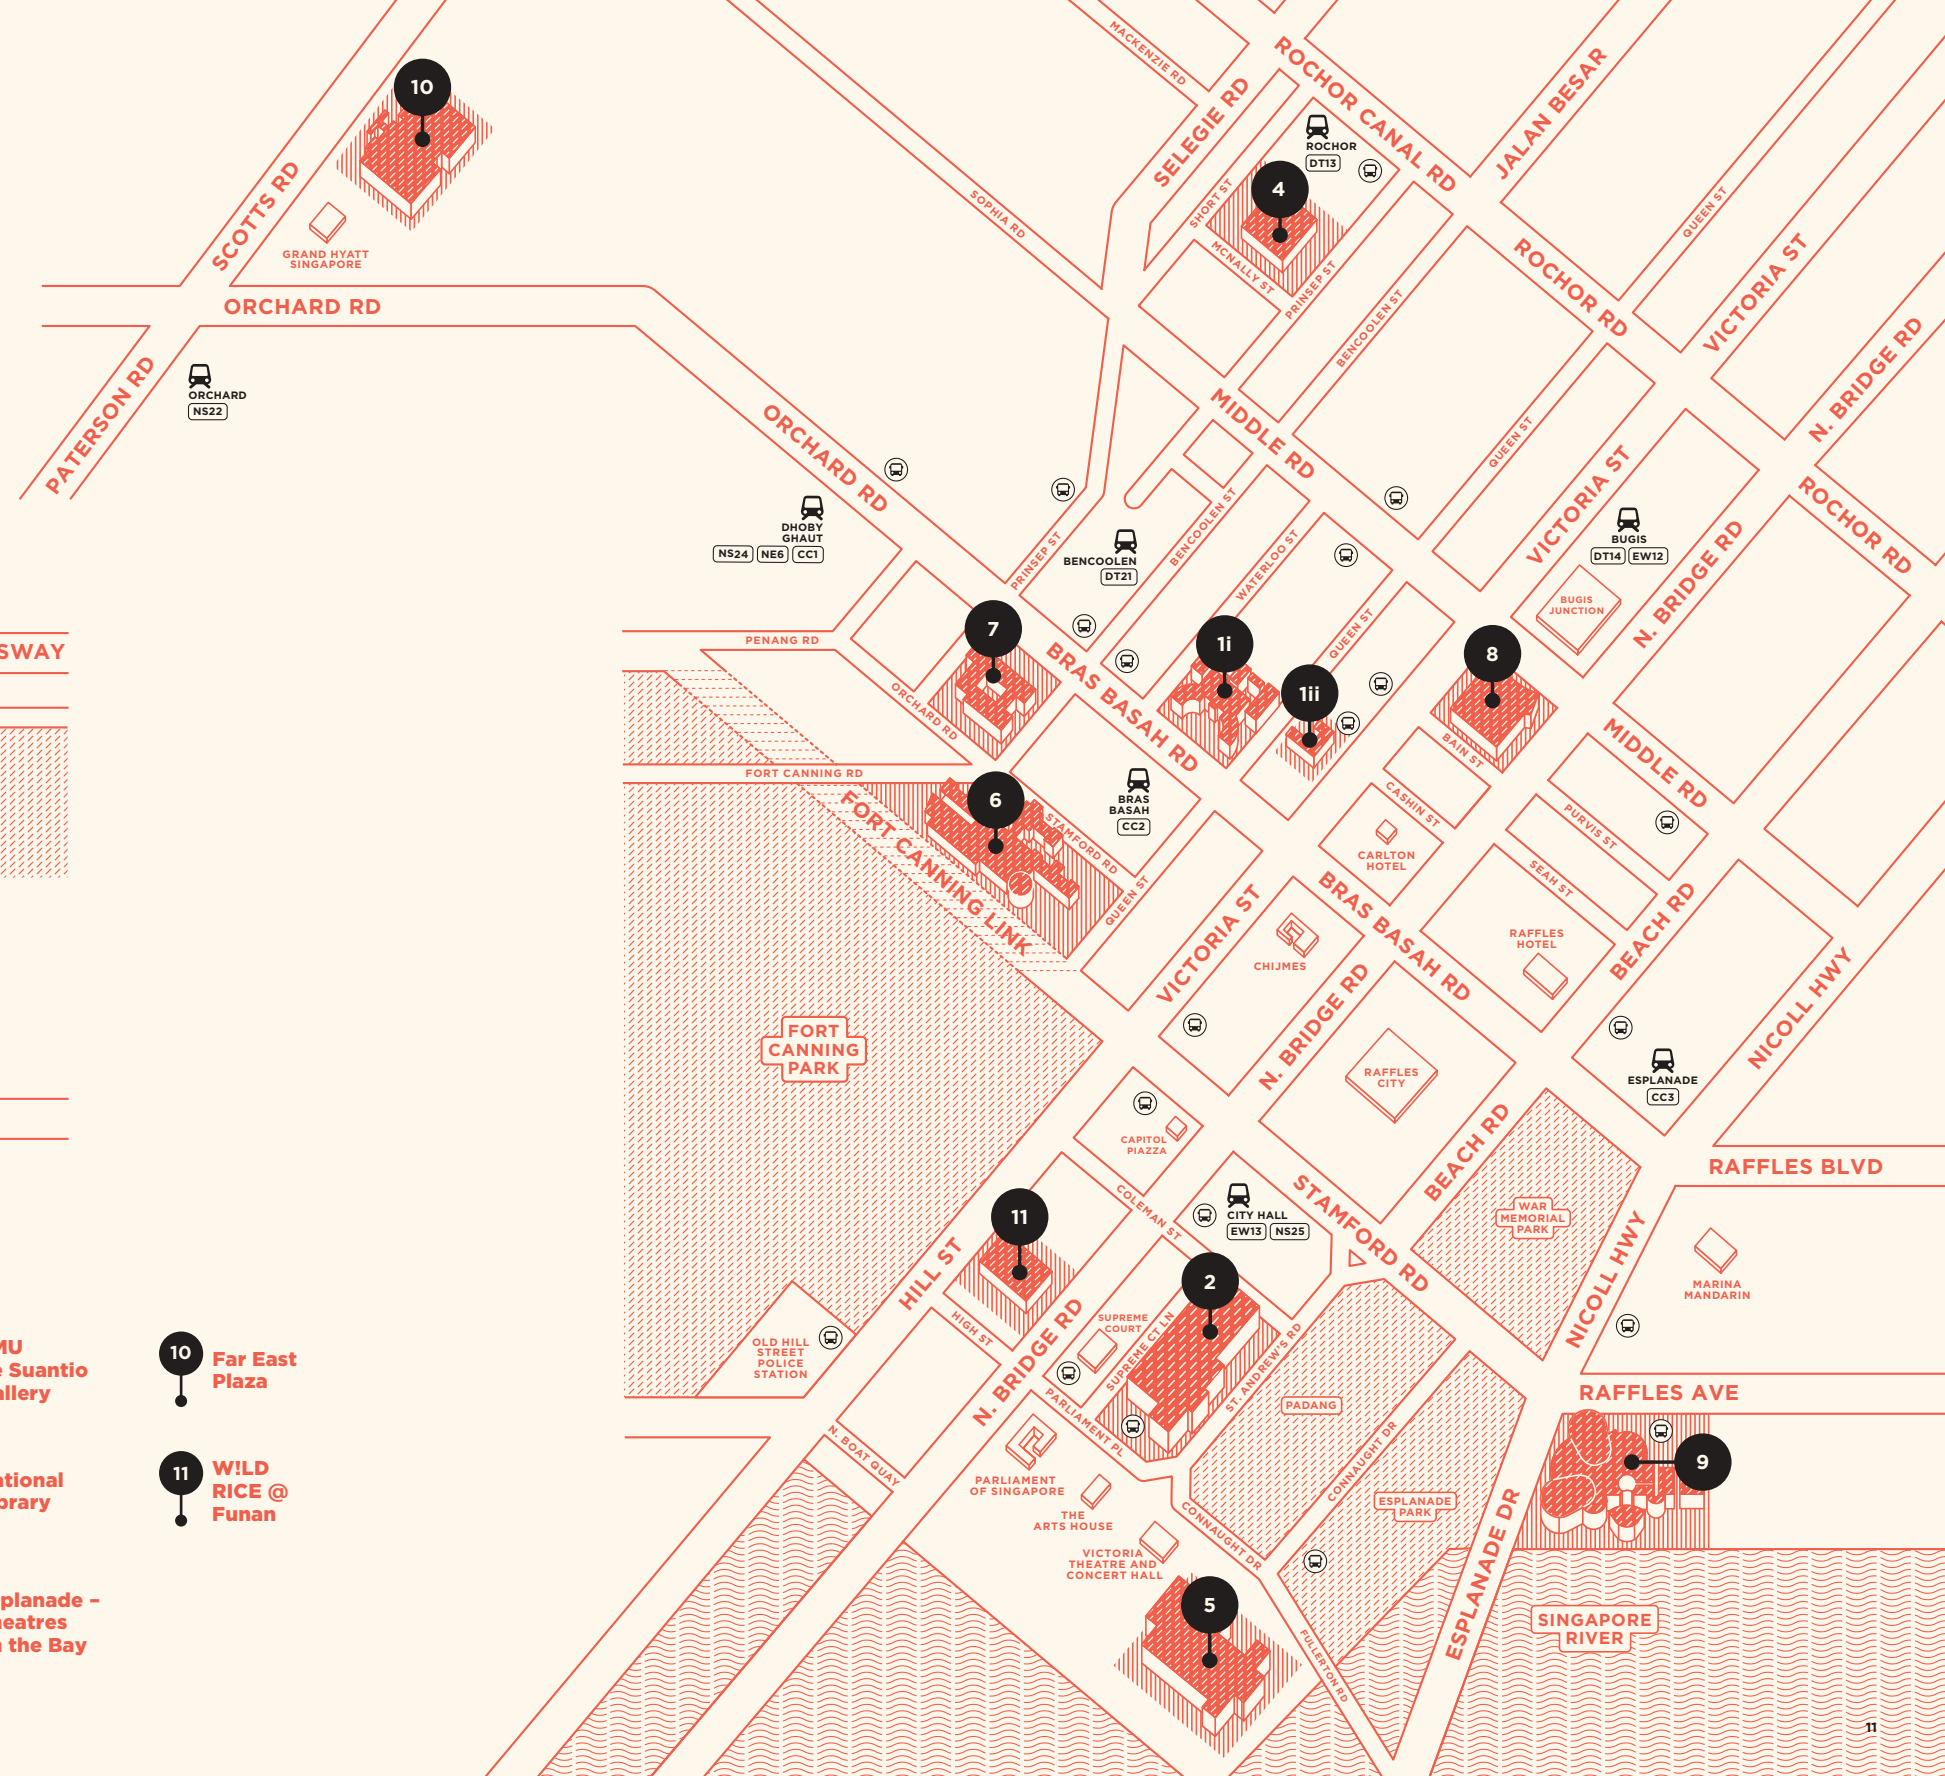 MACKENZIE RD
ROCHOR CANAL RD
SELEGIE RD
JALAN BESAR
10
ROCHOR
DT13
4
SHORT ST
MCNALLY ST
PRINSEP ST
SOPHIA RD
QUEEN ST
SCOTTS RD
GRAND HYATT
SINGAPORE
ORCHARD RD
ROCHOR RD
VICTORIA ST
BENCOOLEN ST
N. BRIDGE RD
PATERSON RD
ORCHARD
NS22
ORCHARD RD
MIDDLE RD
QUEEN ST
VICTORIA ST
ROCHOR RD
DHOBY
GHAUT
NS24
NE6
CC1
BENCOOLEN
DT21
PRINSEP ST
BENCOOLEN ST
WATERLOO ST
BUGIS
DT14
EW12
BUGIS
JUNCTION
N. BRIDGE RD
SWAY
PENANG RD
7
BRAS BASAH RD
1i
1ii
QUEEN ST
8
ORCHARD RD
BAIN ST
MIDDLE RD
FORT CANNING RD
6
FORT CANNING LINK
STAMFORD RD
QUEEN ST
BRAS
BASAH
CC2
CASHIN ST
PURVIS ST
SEAH ST
CARLTON
HOTEL
BRAS BASAH RD
VICTORIA ST
BEACH RD
CHIJMES
RAFFLES
HOTEL
N. BRIDGE RD
NICOLL HWY
FORT
CANNING
PARK
RAFFLES
CITY
ESPLANADE
CC3
CAPITOL
PIAZZA
BEACH RD
RAFFLES BLVD
COLEMAN ST
CITY HALL
EW13
NS25
STAMFORD RD
WAR
MEMORIAL
PARK
11
HILL ST
2
NICOLL HWY
MARINA
MANDARIN
HIGH ST
N. BRIDGE RD
SUPREME
COURT
SUPREME CT LN
ST. ANDREW'S RD
OLD HILL
STREET
POLICE
STATION
MU
e Suantio
allery
10
Far East
Plaza
PARLIAMENT PL
PADANG
RAFFLES AVE
N. BOAT QUAY
CONNAUGHT DR
9
ational
brary
11
W!LD
RICE @
Funan
PARLIAMENT
OF SINGAPORE
THE
ARTS HOUSE
ESPLANADE
PARK
CONNAUGHT DR
VICTORIA
THEATRE AND
CONCERT HALL
ESPLANADE DR
5
planade –
heatres
n the Bay
SINGAPORE
RIVER
FULLERTON RD
11